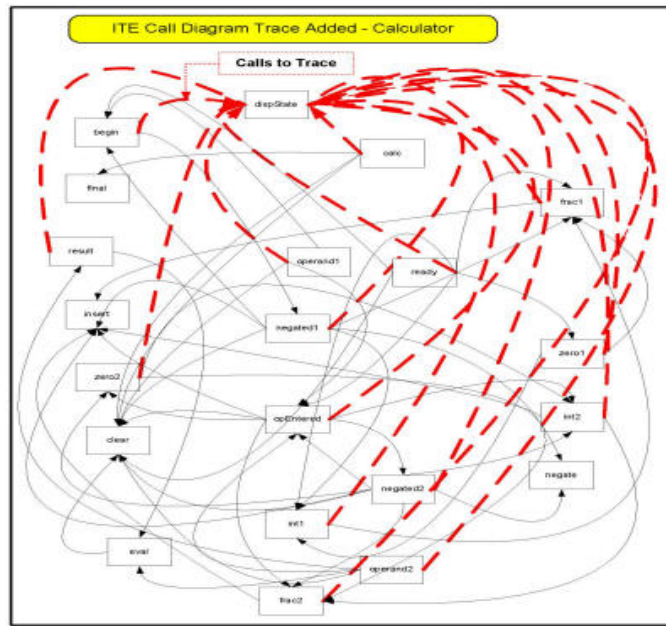 ITE Call Diagram Trace Added - Calculator
Calls to Trace
dispState
begin
calc
final
frac1
result
operand1
ready
insert
negated1
zero1
zero2
opEntered
int2
clear
negated2
negate
int1
eval
operand2
frac2